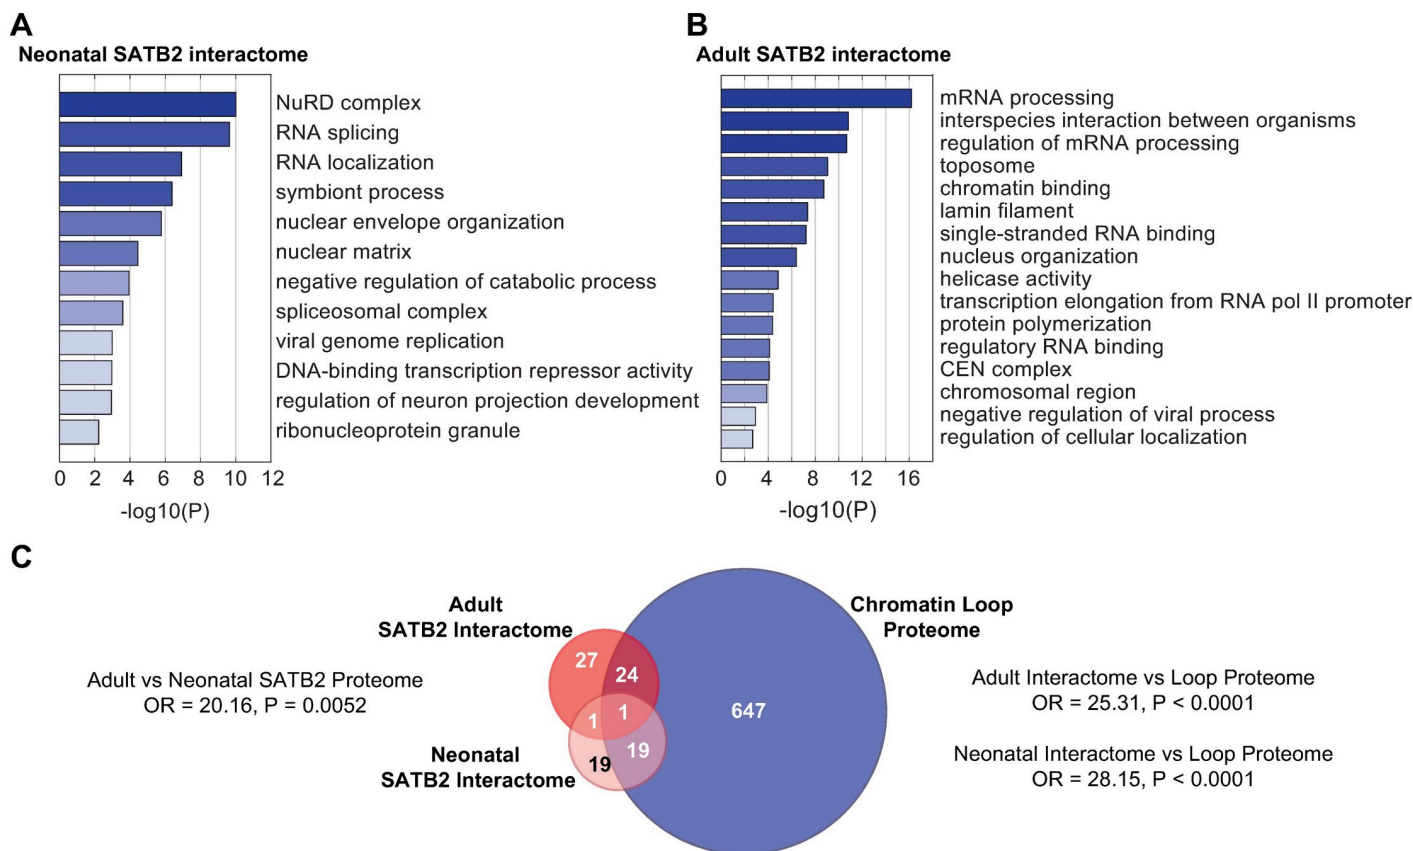 A
Neonatal SATB2 interactome
NuRD complex
RNA splicing
RNA localization
symbiont process
nuclear envelope organization
nuclear matrix
negative regulation of catabolic process
spliceosomal complex
viral genome replication
DNA-binding transcription repressor activity
regulation of neuron projection development
ribonucleoprotein granule
0 2 4 6 8 10 12
-log10(P)
B
Adult SATB2 interactome
mRNA processing
interspecies interaction between organisms
regulation of mRNA processing
toposome
chromatin binding
lamin filament
single-stranded RNA binding
nucleus organization
helicase activity
transcription elongation from RNA pol II promoter
protein polymerization
regulatory RNA binding
CEN complex
chromosomal region
negative regulation of viral process
regulation of cellular localization
0 4 8 12 16
-log10(P)
C
Adult
SATB2 Interactome
Chromatin Loop
Proteome
Adult vs Neonatal SATB2 Proteome
OR = 20.16, P = 0.0052
27
24
1
1
647
19
19
Neonatal
SATB2 Interactome
Adult Interactome vs Loop Proteome
OR = 25.31, P < 0.0001
Neonatal Interactome vs Loop Proteome
OR = 28.15, P < 0.0001